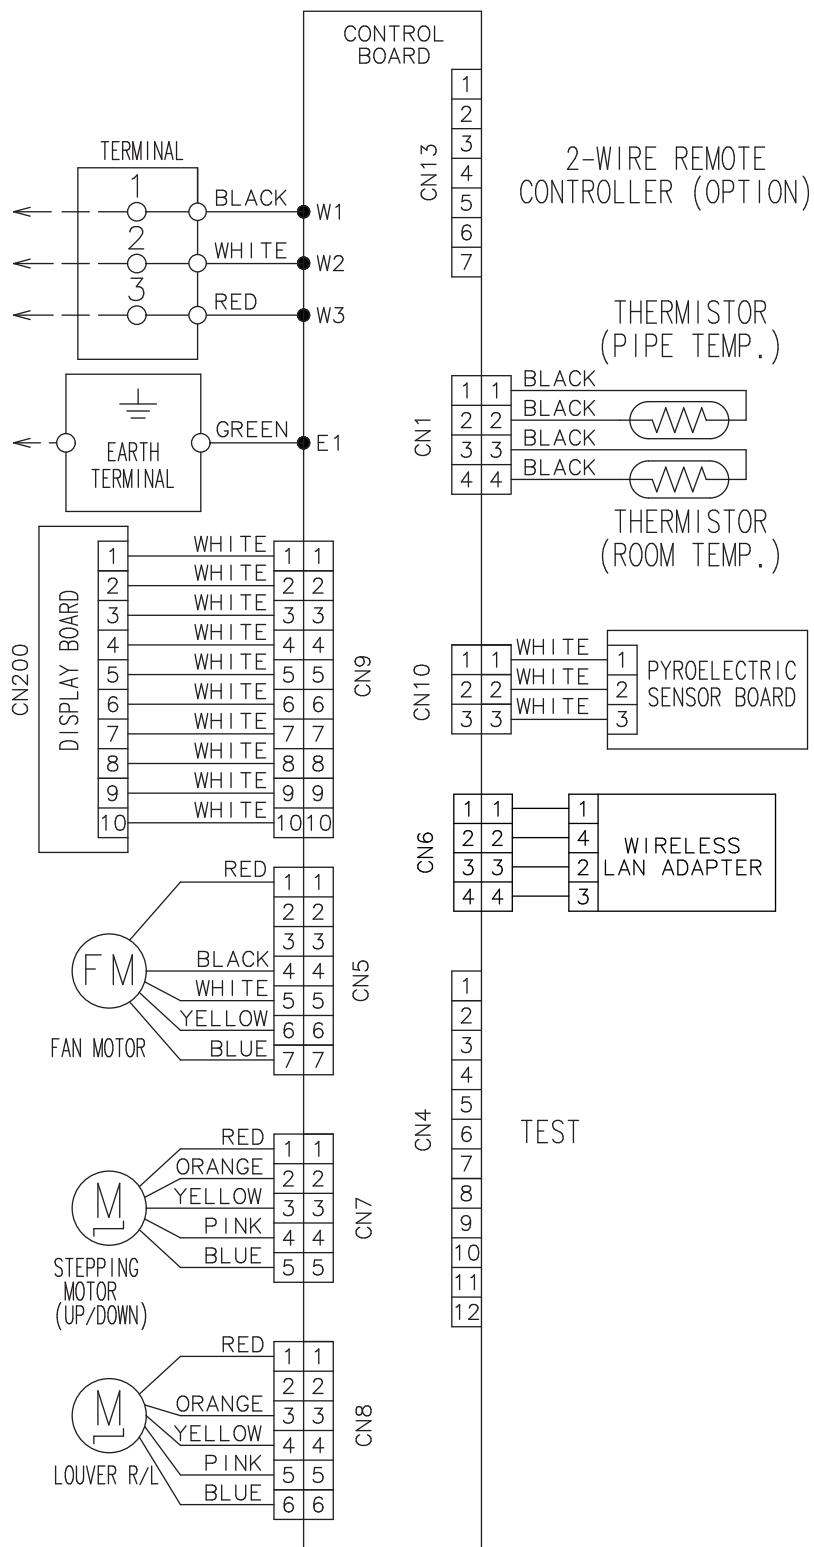 CONTROL
BOARD
CN13
1
2
3
4
5
6
7
2-WIRE REMOTE
CONTROLLER (OPTION)
TERMINAL
1
BLACK
W1
2
WHITE
W2
3
RED
W3
EARTH
TERMINAL
GREEN
E1
THERMISTOR
(PIPE TEMP.)
CN1
1 1 BLACK
2 2 BLACK
3 3 BLACK
4 4 BLACK
THERMISTOR
(ROOM TEMP.)
CN200
DISPLAY BOARD
1 WHITE 1 1
2 WHITE 2 2
3 WHITE 3 3
4 WHITE 4 4
5 WHITE 5 5
6 WHITE 6 6
7 WHITE 7 7
8 WHITE 8 8
9 WHITE 9 9
10 WHITE 10 10
CN9
CN10
1 1 WHITE 1
2 2 WHITE 2
3 3 WHITE 3
PYROELECTRIC
SENSOR BOARD
CN6
1 1 1
2 2 4
3 3 2
4 4 3
WIRELESS
LAN ADAPTER
FM
FAN MOTOR
RED 1 1
2 2
3 3
BLACK 4 4
WHITE 5 5
YELLOW 6 6
BLUE 7 7
CN5
CN4
1
2
3
4
5
6
7
8
9
10
11
12
TEST
M
STEPPING
MOTOR
(UP/DOWN)
RED 1 1
ORANGE 2 2
YELLOW 3 3
PINK 4 4
BLUE 5 5
CN7
M
LOUVER R/L
RED 1 1
2 2
ORANGE 3 3
YELLOW 4 4
PINK 5 5
BLUE 6 6
CN8